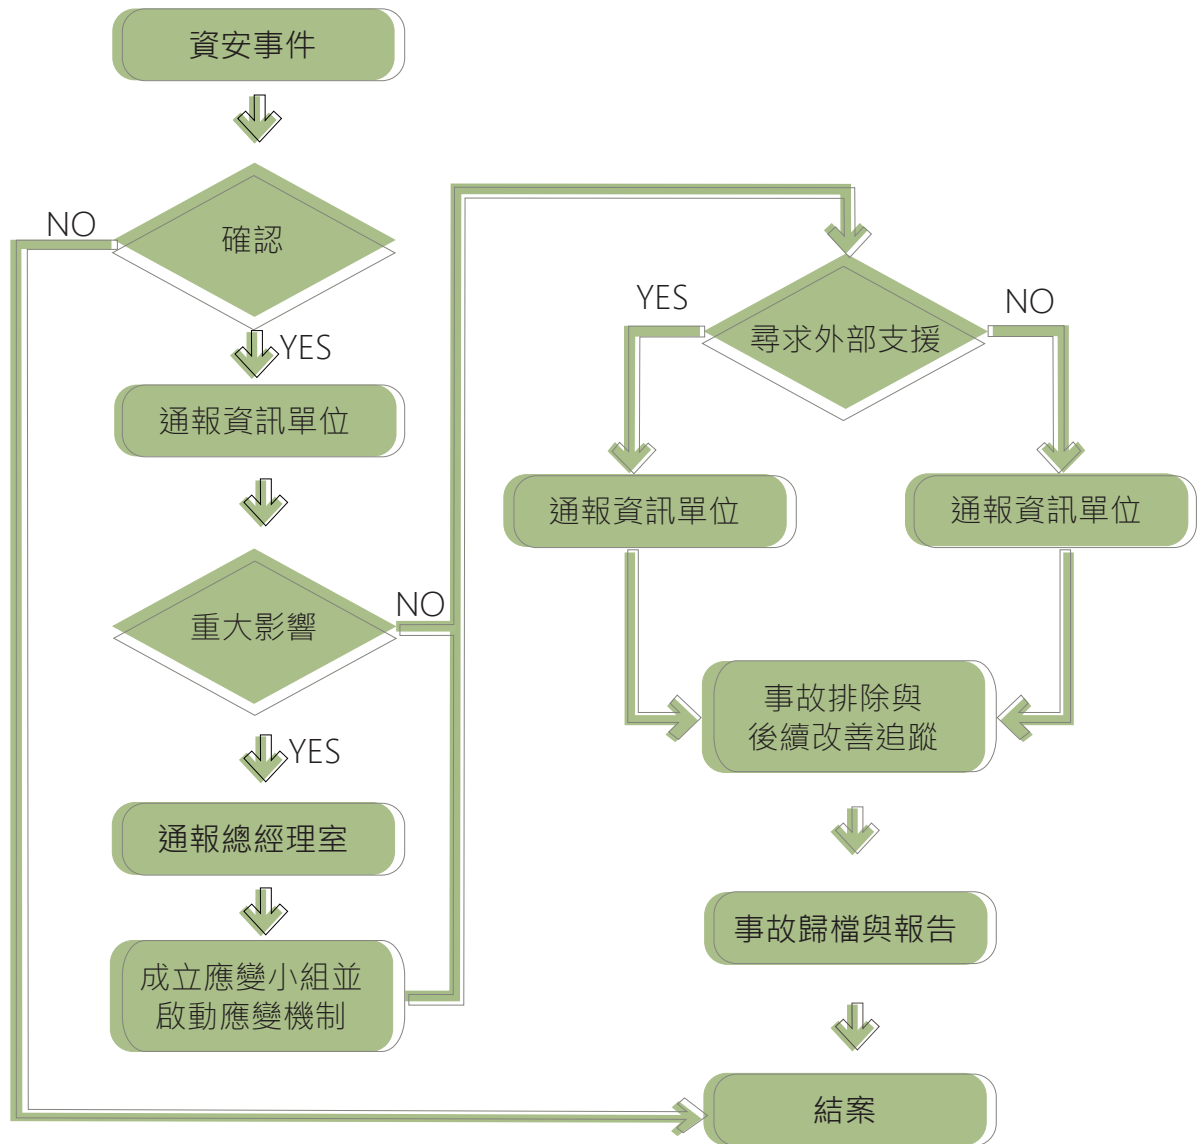 資安事件
NO
確認
YES
通報資訊單位
重大影響
NO
YES
通報總經理室
成立應變小組並
啟動應變機制
YES
尋求外部支援
NO
通報資訊單位
通報資訊單位
事故排除與
後續改善追蹤
事故歸檔與報告
結案